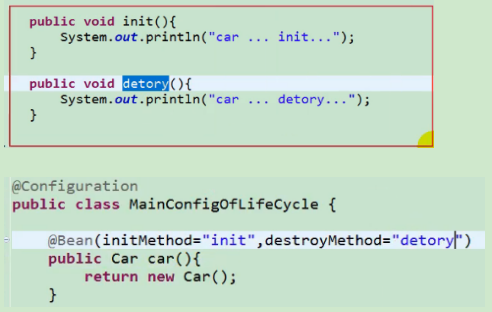 public void init(){
System.out.println("car ... init...");
}
public void detory(){
System.out.println("car ... detory...");
}
@Configuration
public class MainConfigOfLifeCycle {
@Bean(initMethod="init",destroyMethod="detory")
public Car car(){
return new Car();
}